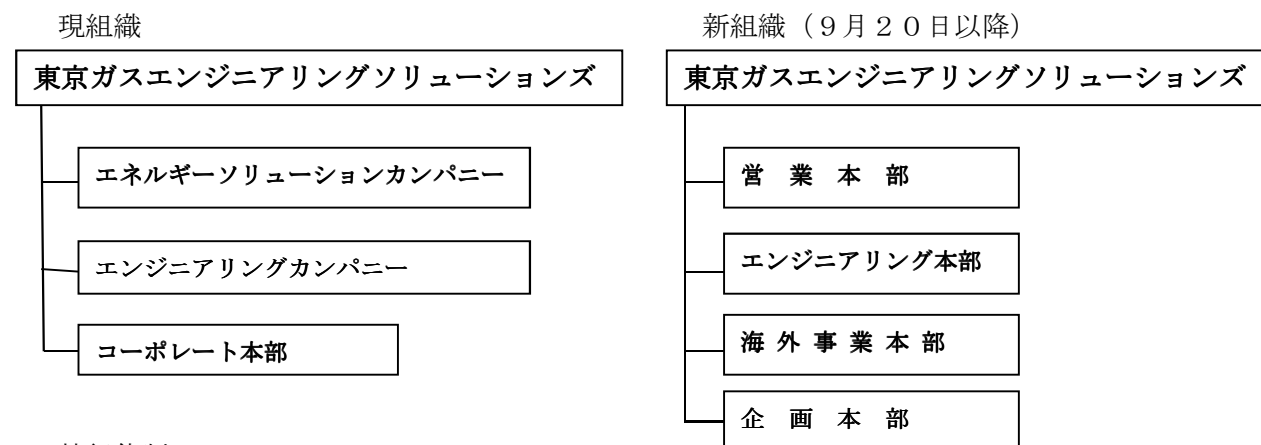 現組織
東京ガスエンジニアリングソリューションズ
エネルギーソリューションカンパニー
エンジニアリングカンパニー
コーポレート本部
新組織（９月２０日以降）
東京ガスエンジニアリングソリューションズ
営　業　本　部
エンジニアリング本部
海 外 事 業 本 部
企　画　本　部